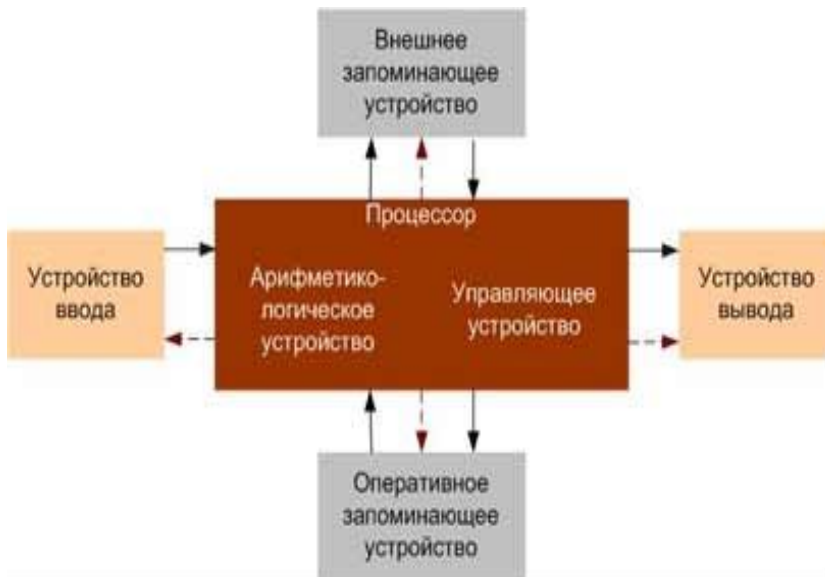 Внешнее
запоминающее
устройство
Процессор
Устройство
ввода
Арифметико-
логическое
устройство
Управляющее
устройство
Устройство
вывода
Оперативное
запоминающее
устройство